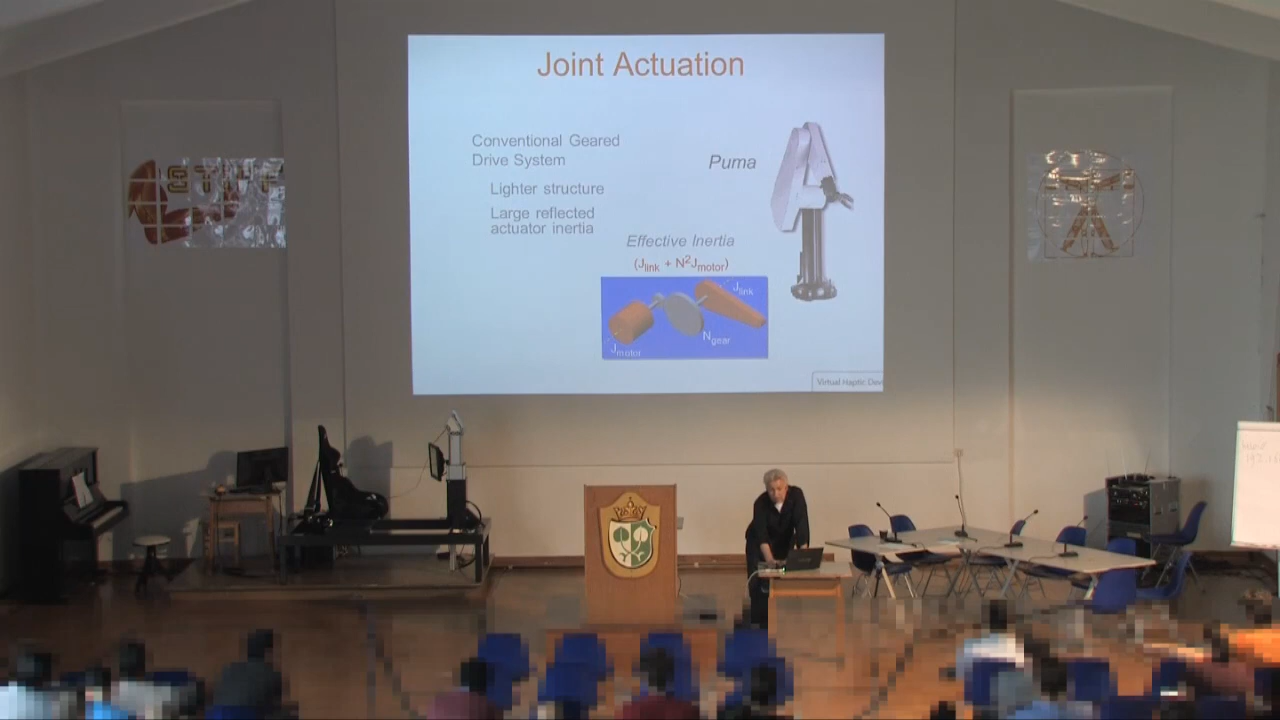 Joint Actuation
Conventional Geared
Drive System
Puma
Lighter structure
Large reflected
actuator inertia
Effective Inertia
(Jlink + N²Jmotor)
Jlink
Ngear
Jmotor
Virtual Haptic Dev